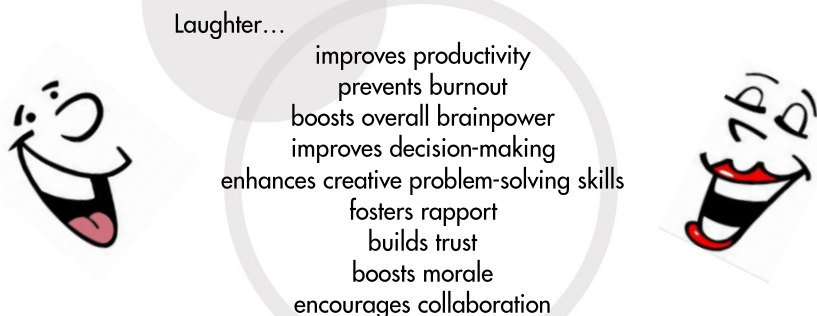 Laughter…
improves productivity
prevents burnout
boosts overall brainpower
improves decision-making
enhances creative problem-solving skills
fosters rapport
builds trust
boosts morale
encourages collaboration